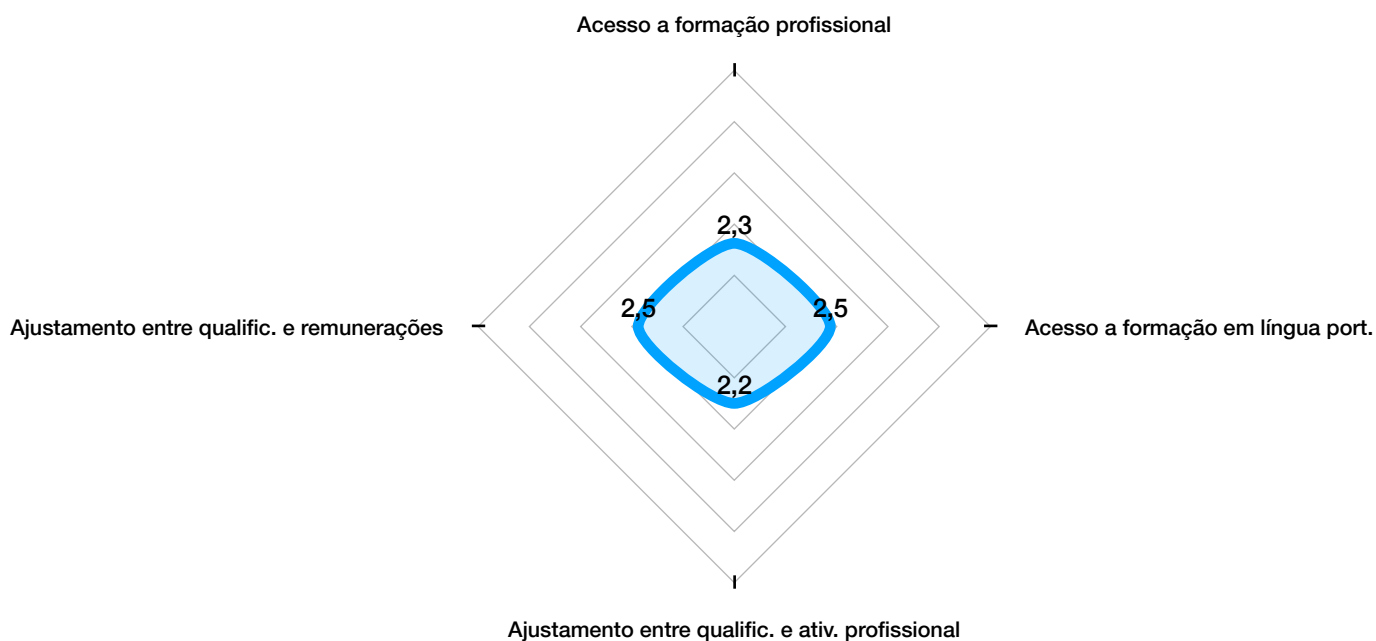 Acesso a formação profissional
2,3
2,5
2,5
Ajustamento entre qualific. e remunerações
Acesso a formação em língua port.
2,2
Ajustamento entre qualific. e ativ. profissional